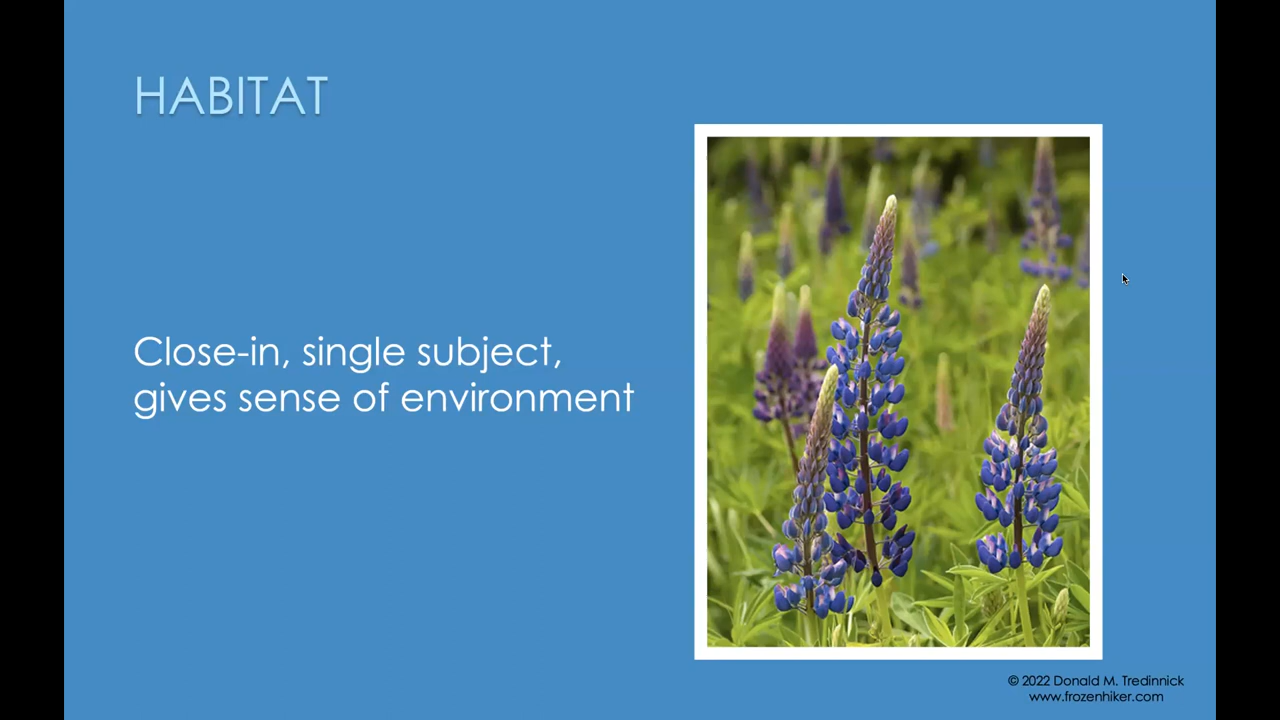 HABITAT
Close-in, single subject,
gives sense of environment
© 2022 Donald M. Tredinnick
www.frozenhiker.com